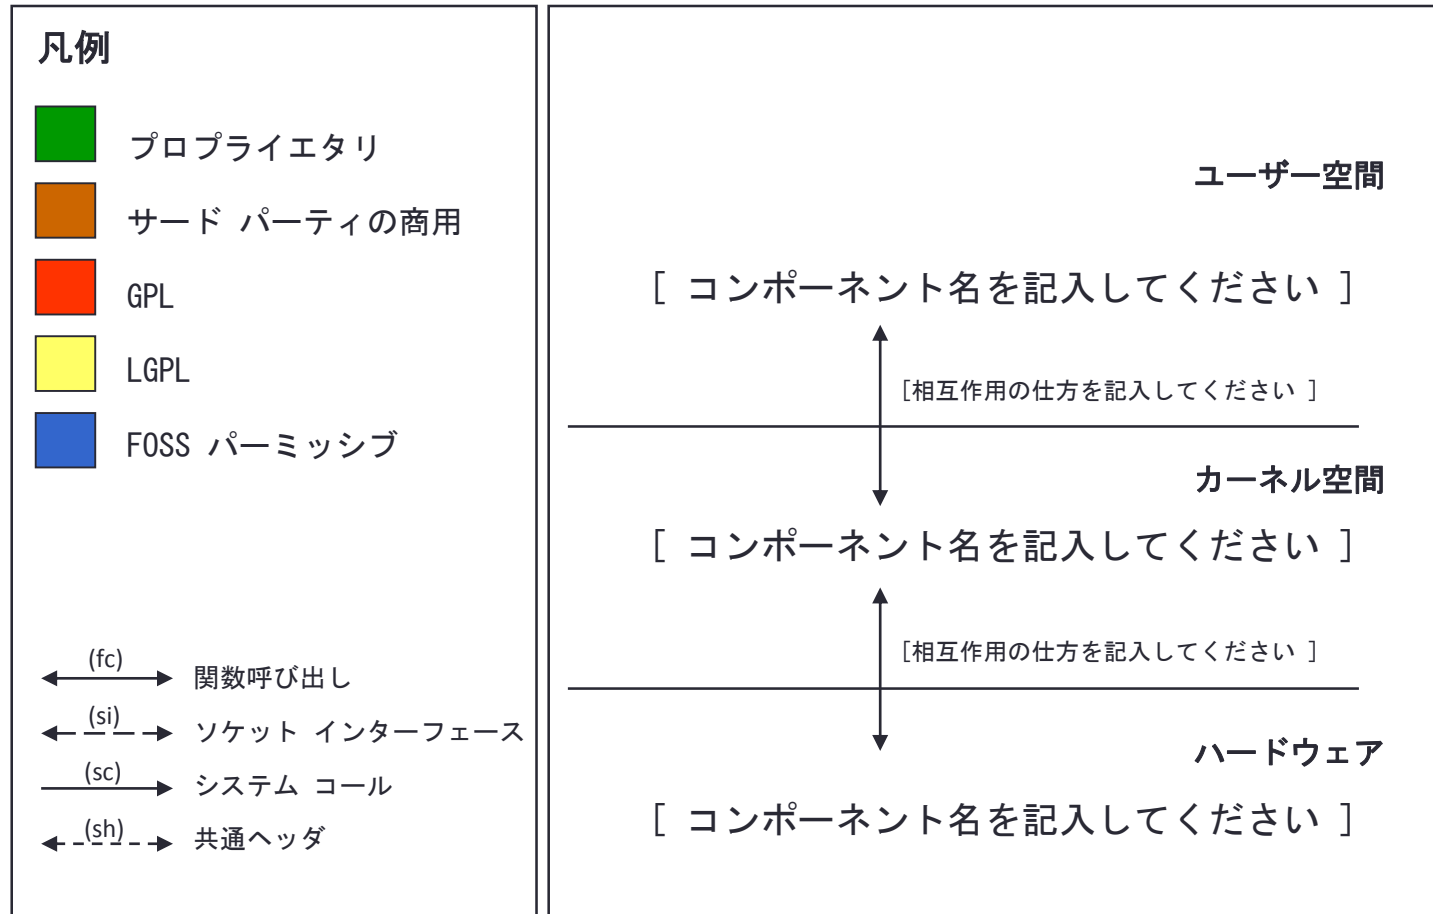 凡例
プロプライエタリ
サード パーティの商用
GPL
LGPL
FOSS パーミッシブ
(fc)
関数呼び出し
(si)
ソケット インターフェース
(sc)
システム コール
(sh)
共通ヘッダ
ユーザー空間
[ コンポーネント名を記入してください ]
[相互作用の仕方を記入してください ]
カーネル空間
[ コンポーネント名を記入してください ]
[相互作用の仕方を記入してください ]
ハードウェア
[ コンポーネント名を記入してください ]